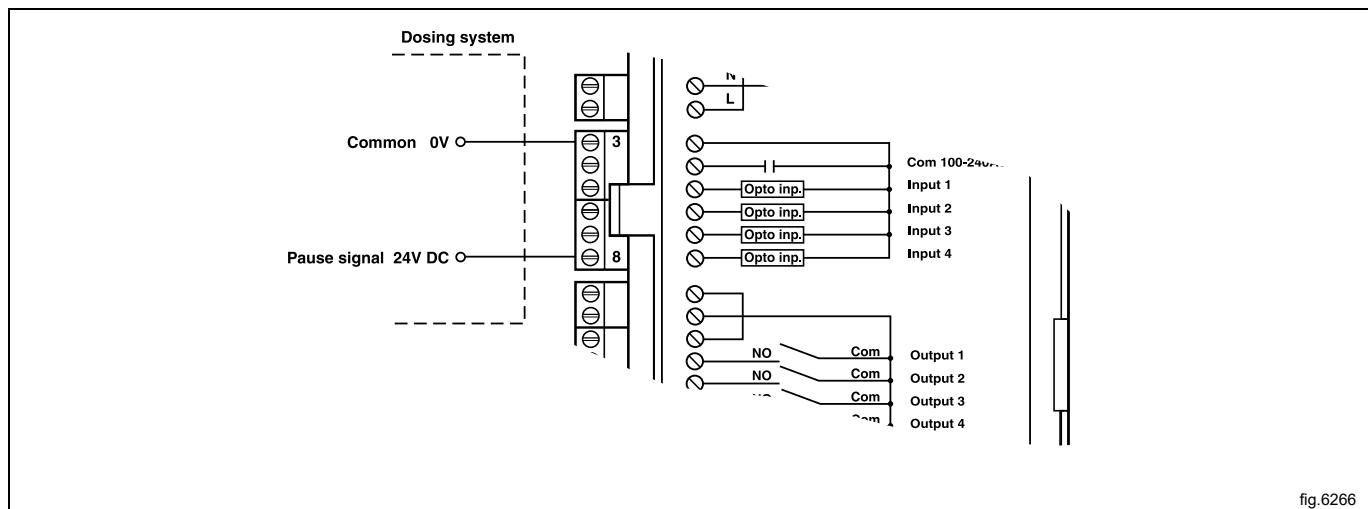 Dosing system
N
L
Common 0V
3
Com
Input 1
Opto inp.
Input 2
Opto inp.
Input 3
Opto inp.
Input 4
Opto inp.
Pause signal 24V DC
8
NO
Com
Output 1
NO
Com
Output 2
Com
Output 3
Output 4
fig.6266